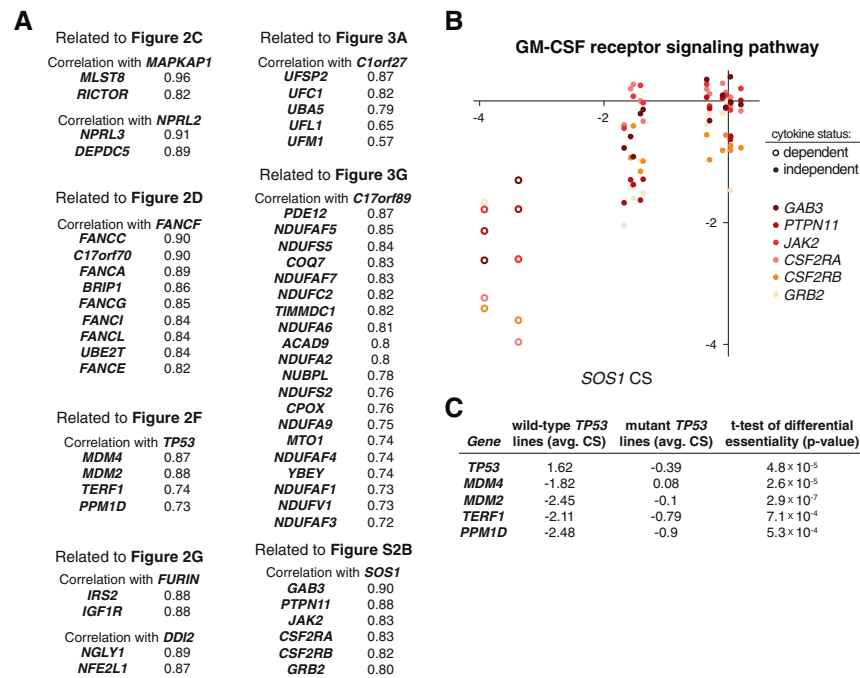 A
Related to Figure 2C
Correlation with MAPKAP1
MLST8 0.96
RICTOR 0.82
Correlation with NPRL2
NPRL3 0.91
DEPDC5 0.89
Related to Figure 2D
Correlation with FANCF
FANCC 0.90
C17orf70 0.90
FANCA 0.89
BRIP1 0.86
FANCG 0.85
FANCI 0.84
FANCL 0.84
UBE2T 0.84
FANCE 0.82
Related to Figure 2F
Correlation with TP53
MDM4 0.87
MDM2 0.88
TERF1 0.74
PPM1D 0.73
Related to Figure 2G
Correlation with FURIN
IRS2 0.88
IGF1R 0.88
Correlation with DDI2
NGLY1 0.89
NFE2L1 0.87
Related to Figure 3A
Correlation with C1orf27
UFSP2 0.87
UFC1 0.82
UBA5 0.79
UFL1 0.65
UFM1 0.57
Related to Figure 3G
Correlation with C17orf89
PDE12 0.87
NDUFAF5 0.85
NDUFS5 0.84
COQ7 0.83
NDUFAF7 0.83
NDUFC2 0.82
TIMMDC1 0.82
NDUFA6 0.81
ACAD9 0.8
NDUFA2 0.8
NUBPL 0.78
NDUFS2 0.76
CPOX 0.76
NDUFA9 0.75
MTO1 0.74
NDUFAF4 0.74
YBEY 0.74
NDUFAF1 0.73
NDUFV1 0.73
NDUFAF3 0.72
Related to Figure S2B
Correlation with SOS1
GAB3 0.90
PTPN11 0.88
JAK2 0.83
CSF2RA 0.83
CSF2RB 0.82
GRB2 0.80
B
GM-CSF receptor signaling pathway
-4 -2 0
-2
-4
SOS1 CS
cytokine status:
dependent
independent
GAB3
PTPN11
JAK2
CSF2RA
CSF2RB
GRB2
C
Gene wild-type TP53 lines (avg. CS) mutant TP53 lines (avg. CS) t-test of differential essentiality (p-value)
TP53 1.62 -0.39 4.8 x 10⁻⁵
MDM4 -1.82 0.08 2.6 x 10⁻⁵
MDM2 -2.45 -0.1 2.9 x 10⁻⁷
TERF1 -2.11 -0.79 7.1 x 10⁻⁴
PPM1D -2.48 -0.9 5.3 x 10⁻⁴